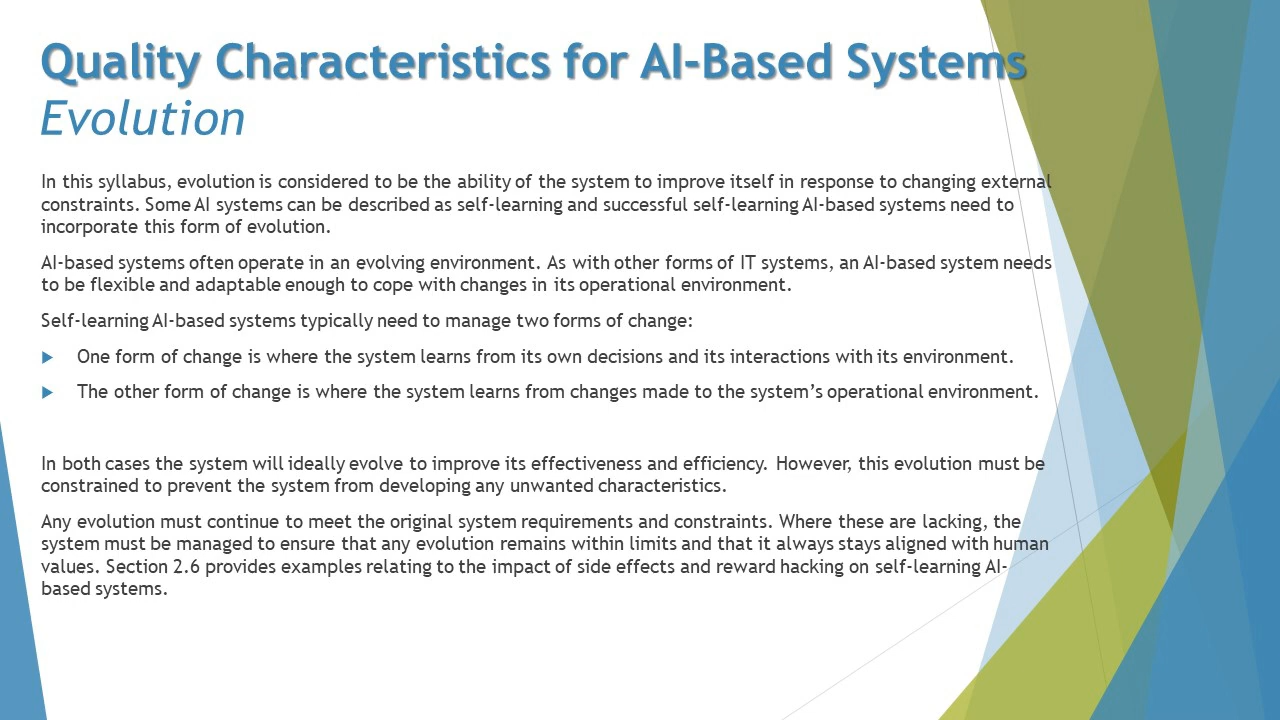 Quality Characteristics for AI-Based Systems
Evolution
In this syllabus, evolution is considered to be the ability of the system to improve itself in response to changing external
constraints. Some AI systems can be described as self-learning and successful self-learning AI-based systems need to
incorporate this form of evolution.
AI-based systems often operate in an evolving environment. As with other forms of IT systems, an AI-based system needs
to be flexible and adaptable enough to cope with changes in its operational environment.
Self-learning AI-based systems typically need to manage two forms of change:
One form of change is where the system learns from its own decisions and its interactions with its environment.
The other form of change is where the system learns from changes made to the system’s operational environment.
In both cases the system will ideally evolve to improve its effectiveness and efficiency. However, this evolution must be
constrained to prevent the system from developing any unwanted characteristics.
Any evolution must continue to meet the original system requirements and constraints. Where these are lacking, the
system must be managed to ensure that any evolution remains within limits and that it always stays aligned with human
values. Section 2.6 provides examples relating to the impact of side effects and reward hacking on self-learning AI-
based systems.